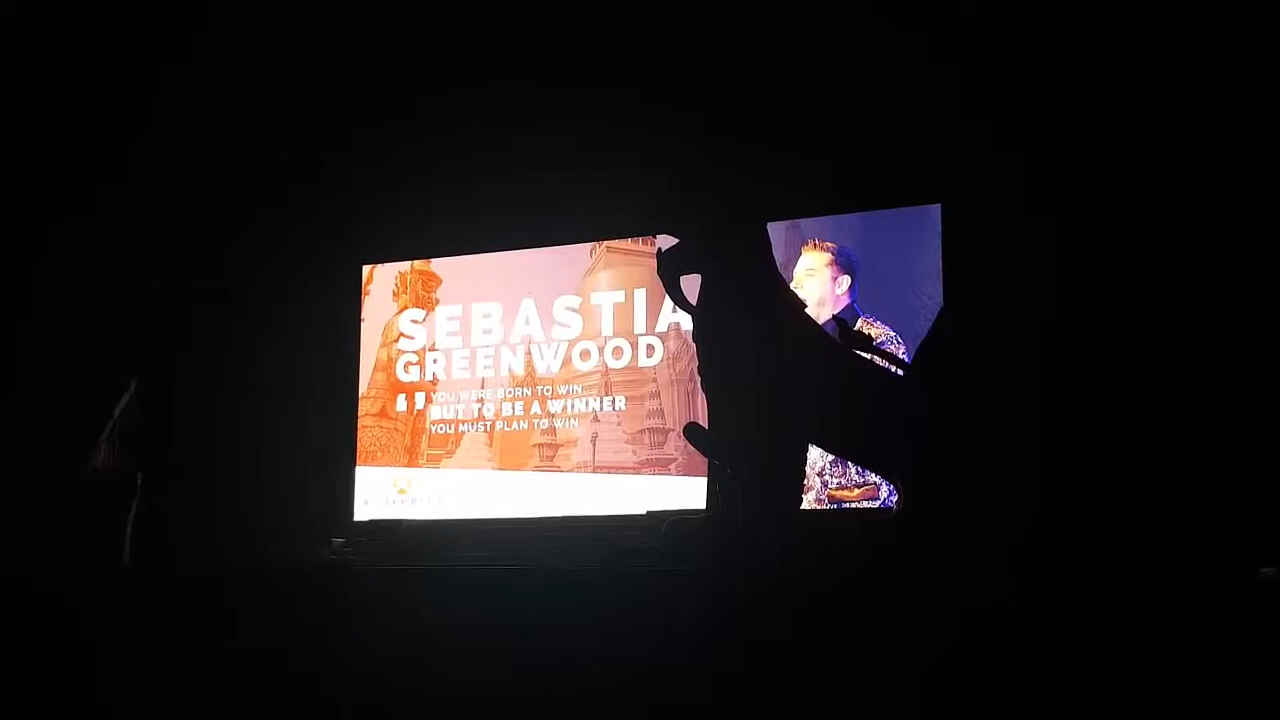 SEBASTIA
GREENWOOD
YOU WERE BORN TO WIN,
BUT TO BE A WINNER
YOU MUST PLAN TO WIN